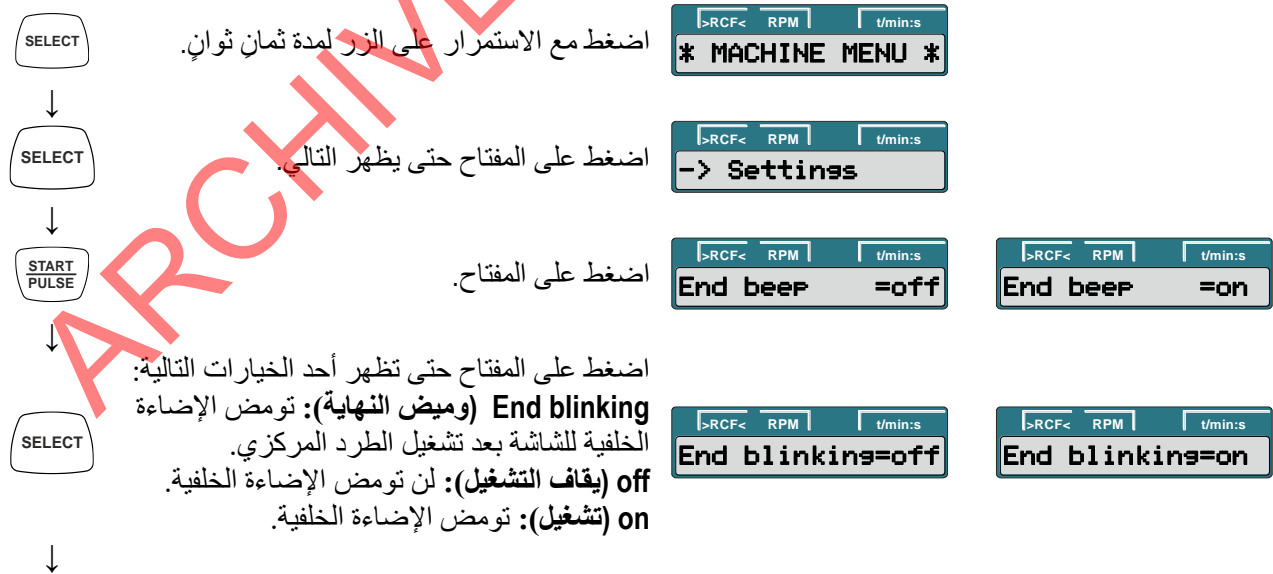 SELECT
اضغط مع الاستمرار على الزر لمدة ثمانِ ثوانٍ.
>RCF< RPM t/min:s
* MACHINE MENU *
↓
SELECT
اضغط على المفتاح حتى يظهر التالي.
>RCF< RPM t/min:s
-> Settings
↓
START
PULSE
اضغط على المفتاح.
>RCF< RPM t/min:s
End beep =off
>RCF< RPM t/min:s
End beep =on
↓
SELECT
اضغط على المفتاح حتى تظهر أحد الخيارات التالية:
End blinking (وميض النهاية): تومض الإضاءة
الخلفية للشاشة بعد تشغيل الطرد المركزي.
off (يقاف التشغيل): لن تومض الإضاءة الخلفية.
on (تشغيل): تومض الإضاءة الخلفية.
>RCF< RPM t/min:s
End blinking=off
>RCF< RPM t/min:s
End blinking=on
↓
ARCHIVE